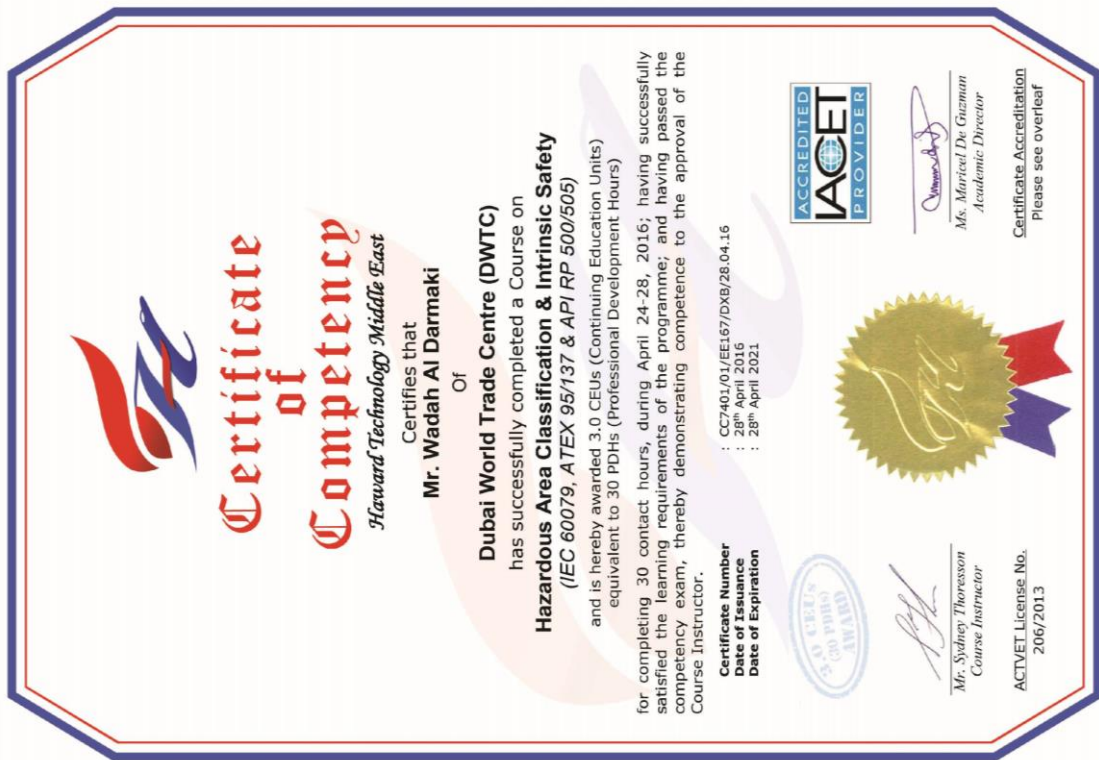 Certificate
of
Competency
Haward Technology Middle East
Certifies that
Mr. Wadah Al Darmaki
Of
Dubai World Trade Centre (DWTC)
has successfully completed a Course on
Hazardous Area Classification & Intrinsic Safety
(IEC 60079, ATEX 95/137 & API RP 500/505)
and is hereby awarded 3.0 CEUs (Continuing Education Units)
equivalent to 30 PDHs (Professional Development Hours)
for completing 30 contact hours, during April 24-28, 2016; having successfully
satisfied the learning requirements of the programme; and having passed the
competency exam, thereby demonstrating competence to the approval of the
Course Instructor.
Certificate Number : CC7401/01/EE167/DXB/28.04.16
Date of Issuance : 28th April 2016
Date of Expiration : 28th April 2021
3.0 CEUs
(30 PDHs)
AWARD
ACCREDITED
IACET
PROVIDER
Mr. Sydney Thoresson
Course Instructor
Ms. Maricel De Guzman
Academic Director
ACTVET License No.
206/2013
Certificate Accreditation
Please see overleaf